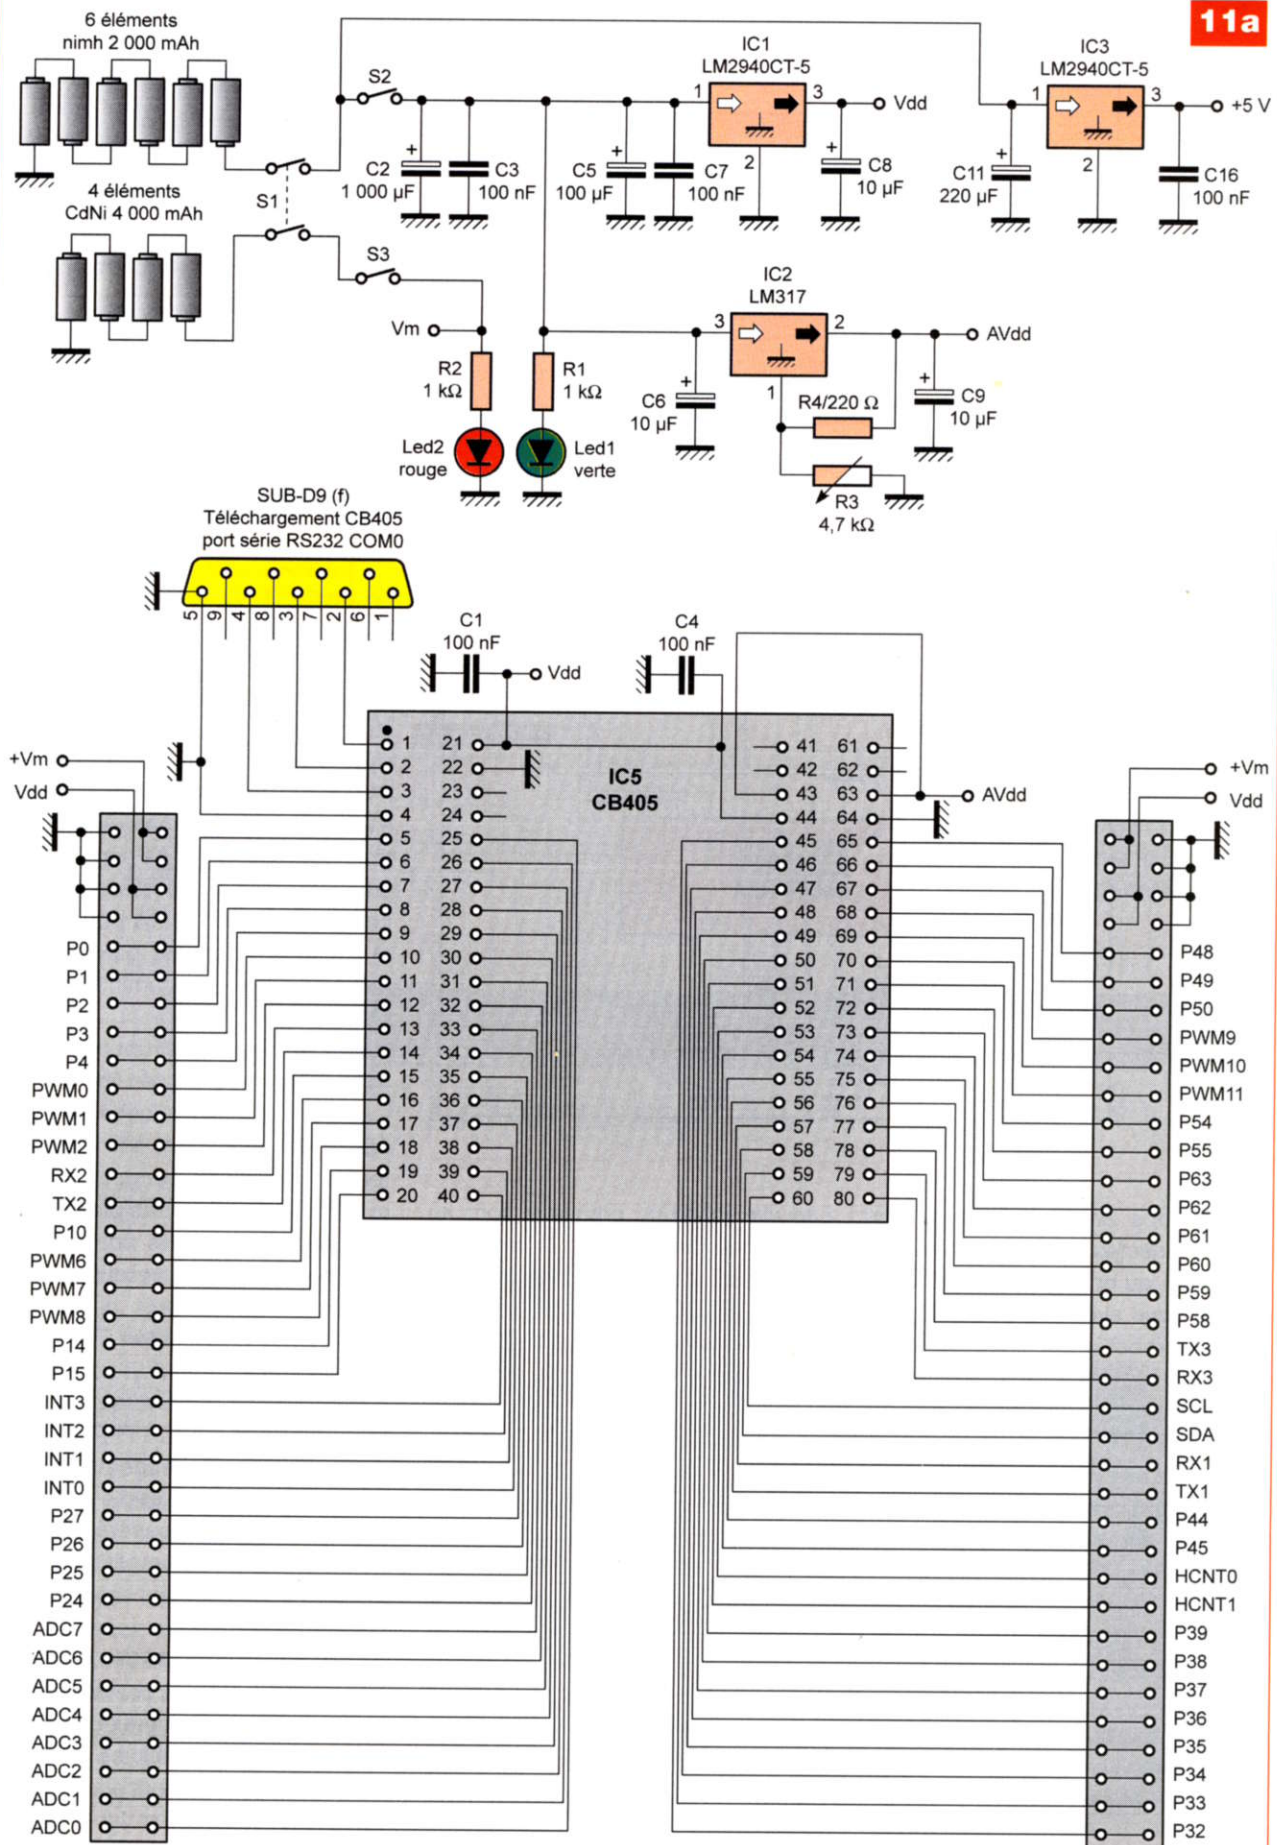 11a
6 éléments
nimh 2 000 mAh
S2
IC1
LM2940CT-5
1
3
2
Vdd
IC3
LM2940CT-5
1
3
2
+5 V
+
C2
1 000 µF
C3
100 nF
+
C5
100 µF
C7
100 nF
+
C8
10 µF
+
C11
220 µF
C16
100 nF
S1
4 éléments
CdNi 4 000 mAh
S3
Vm
IC2
LM317
3
2
1
AVdd
R2
1 kΩ
R1
1 kΩ
+
C6
10 µF
R4/220 Ω
+
C9
10 µF
R3
4,7 kΩ
Led2
rouge
Led1
verte
SUB-D9 (f)
Téléchargement CB405
port série RS232 COM0
5 9 4 8 3 7 2 6 1
C1
100 nF
Vdd
C4
100 nF
IC5
CB405
AVdd
+Vm
Vdd
+Vm
Vdd
1 21 41 61
2 22 42 62
3 23 43 63
4 24 44 64
5 25 45 65
6 26 46 66
7 27 47 67
8 28 48 68
9 29 49 69
10 30 50 70
11 31 51 71
12 32 52 72
13 33 53 73
14 34 54 74
15 35 55 75
16 36 56 76
17 37 57 77
18 38 58 78
19 39 59 79
20 40 60 80
P0
P1
P2
P3
P4
PWM0
PWM1
PWM2
RX2
TX2
P10
PWM6
PWM7
PWM8
P14
P15
INT3
INT2
INT1
INT0
P27
P26
P25
P24
ADC7
ADC6
ADC5
ADC4
ADC3
ADC2
ADC1
ADC0
P48
P49
P50
PWM9
PWM10
PWM11
P54
P55
P63
P62
P61
P60
P59
P58
TX3
RX3
SCL
SDA
RX1
TX1
P44
P45
HCNT0
HCNT1
P39
P38
P37
P36
P35
P34
P33
P32